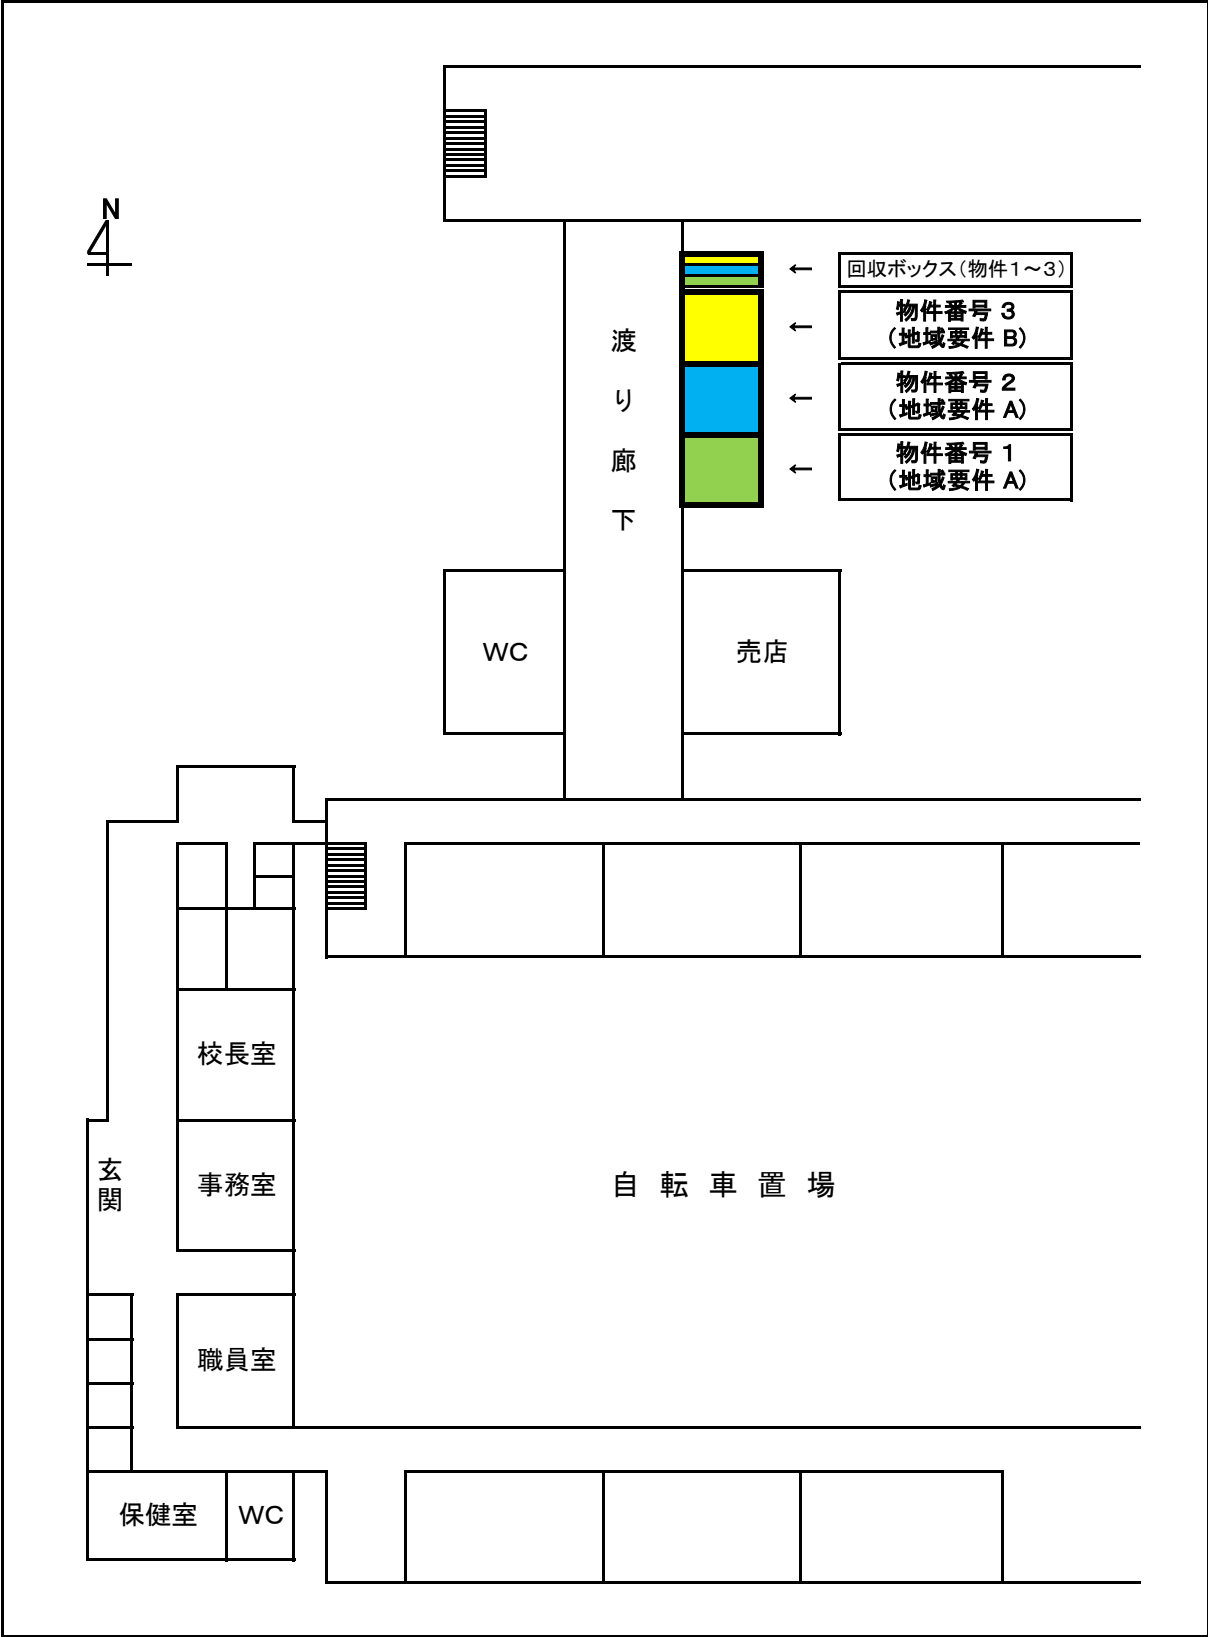 N
回収ボックス（物件１～３）
物件番号 3
（地域要件 B）
物件番号 2
（地域要件 A）
物件番号 1
（地域要件 A）
渡り廊下
WC
売店
校長室
玄関
事務室
自転車置場
職員室
保健室
WC